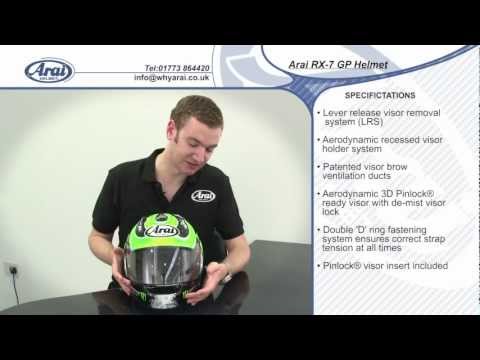 Arai
HELMET
Tel:01773 864420
info@whyarai.co.uk
Arai RX-7 GP Helmet
SPECIFICTATIONS
• Lever release visor removal
system (LRS)
• Aerodynamic recessed visor
holder system
• Patented visor brow
ventilation ducts
• Aerodynamic 3D Pinlock®
ready visor with de-mist visor
lock
• Double 'D' ring fastening
system ensures correct strap
tension at all times
• Pinlock® visor insert included
Arai
Arai